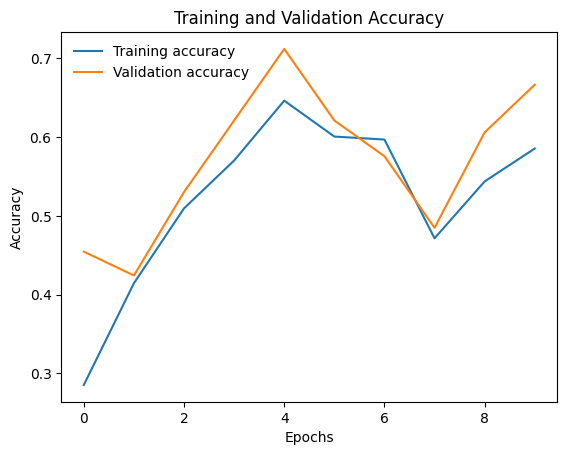 Training and Validation Accuracy
Training accuracy
Validation accuracy
Accuracy
0.7
0.6
0.5
0.4
0.3
0 2 4 6 8
Epochs